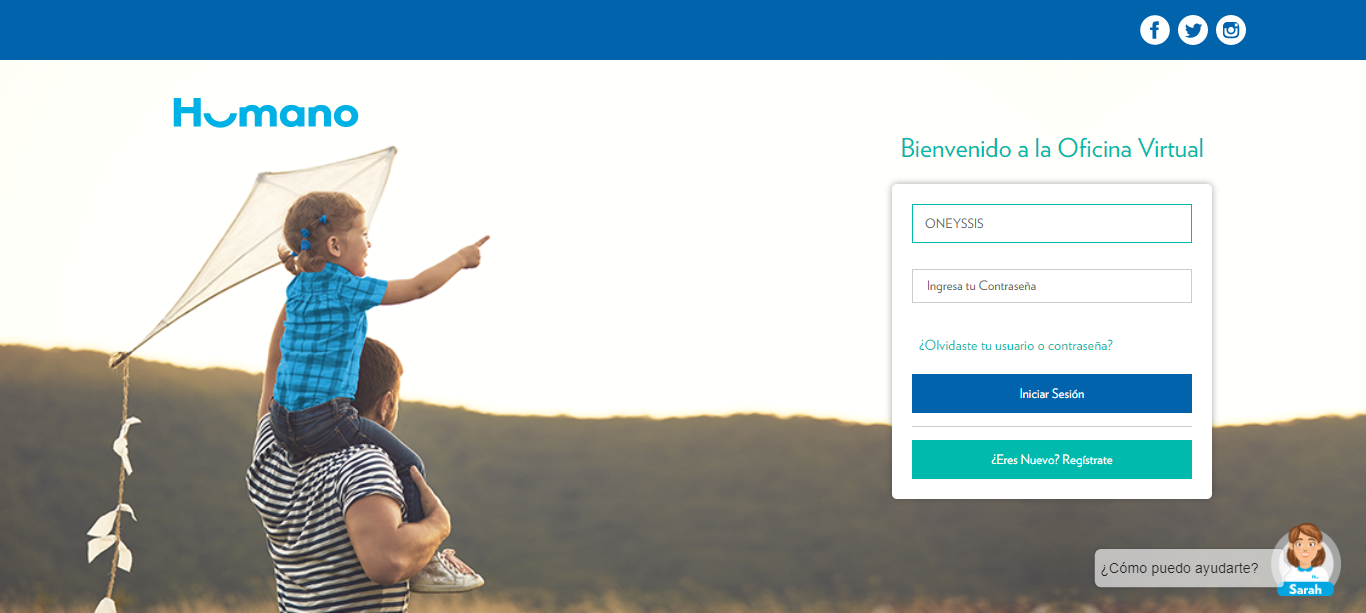 Humano
Bienvenido a la Oficina Virtual
ONEYSSIS
Ingresa tu Contraseña
¿Olvidaste tu usuario o contraseña?
Iniciar Sesión
¿Eres Nuevo? Regístrate
¿Cómo puedo ayudarte?
Sarah